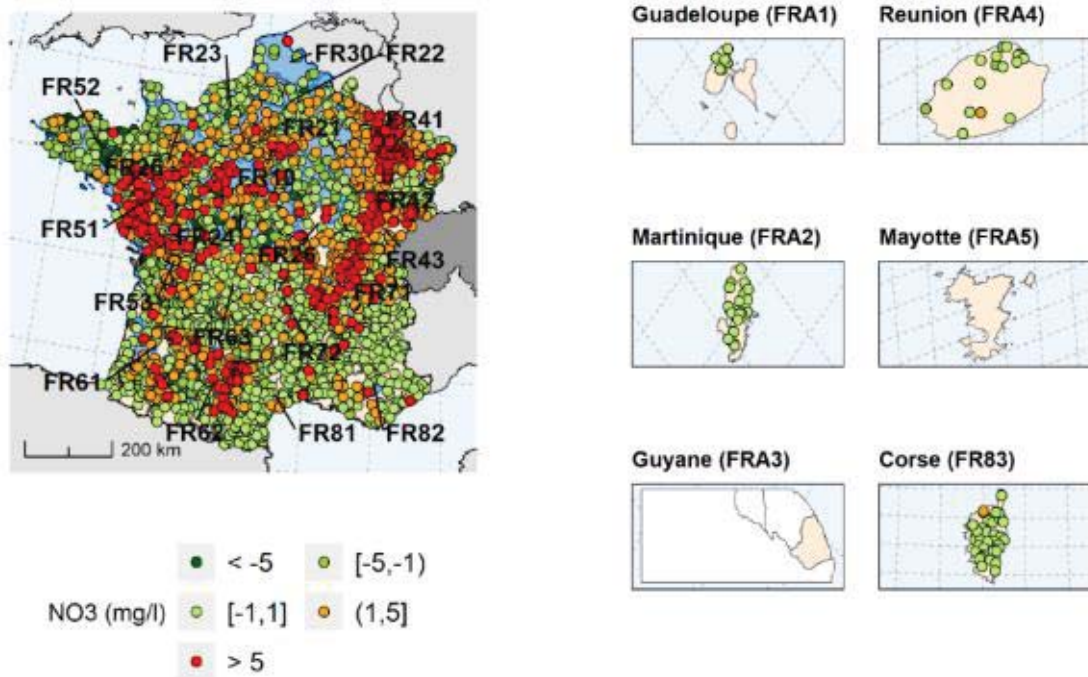 Guadeloupe (FRA1)
Reunion (FRA4)
FR23
FR30
FR22
FR52
FR21
FR41
FR25
FR10
FR42
FR51
FR24
FR26
FR43
FR53
FR71
FR63
FR72
FR61
FR62
FR81
FR82
200 km
Martinique (FRA2)
Mayotte (FRA5)
Guyane (FRA3)
Corse (FR83)
NO3 (mg/l)
< -5
[-5,-1)
[-1,1]
(1,5]
> 5